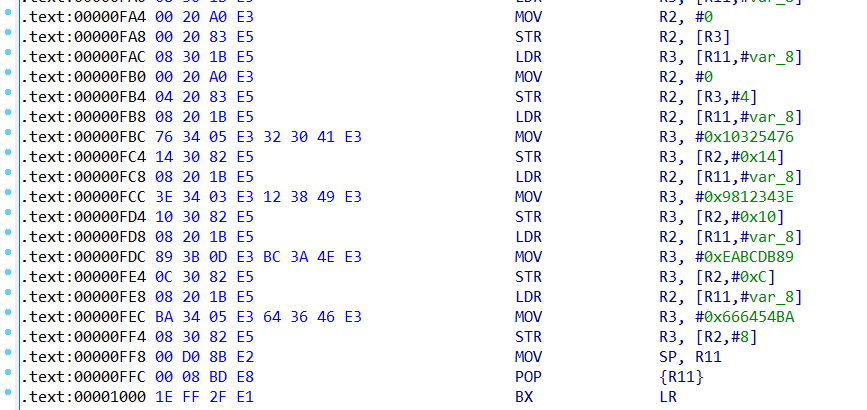 .text:00000FA4 00 20 A0 E3 MOV R2, #0
.text:00000FA8 00 20 83 E5 STR R2, [R3]
.text:00000FAC 08 30 1B E5 LDR R3, [R11,#var_8]
.text:00000FB0 00 20 A0 E3 MOV R2, #0
.text:00000FB4 04 20 83 E5 STR R2, [R3,#4]
.text:00000FB8 08 20 1B E5 LDR R2, [R11,#var_8]
.text:00000FBC 76 34 05 E3 32 30 41 E3 MOV R3, #0x10325476
.text:00000FC4 14 30 82 E5 STR R3, [R2,#0x14]
.text:00000FC8 08 20 1B E5 LDR R2, [R11,#var_8]
.text:00000FCC 3E 34 03 E3 12 38 49 E3 MOV R3, #0x9812343E
.text:00000FD4 10 30 82 E5 STR R3, [R2,#0x10]
.text:00000FD8 08 20 1B E5 LDR R2, [R11,#var_8]
.text:00000FDC 89 3B 0D E3 BC 3A 4E E3 MOV R3, #0xEABCDB89
.text:00000FE4 0C 30 82 E5 STR R3, [R2,#0xC]
.text:00000FE8 08 20 1B E5 LDR R2, [R11,#var_8]
.text:00000FEC BA 34 05 E3 64 36 46 E3 MOV R3, #0x666454BA
.text:00000FF4 08 30 82 E5 STR R3, [R2,#8]
.text:00000FF8 00 D0 8B E2 MOV SP, R11
.text:00000FFC 00 08 BD E8 POP {R11}
.text:00001000 1E FF 2F E1 BX LR